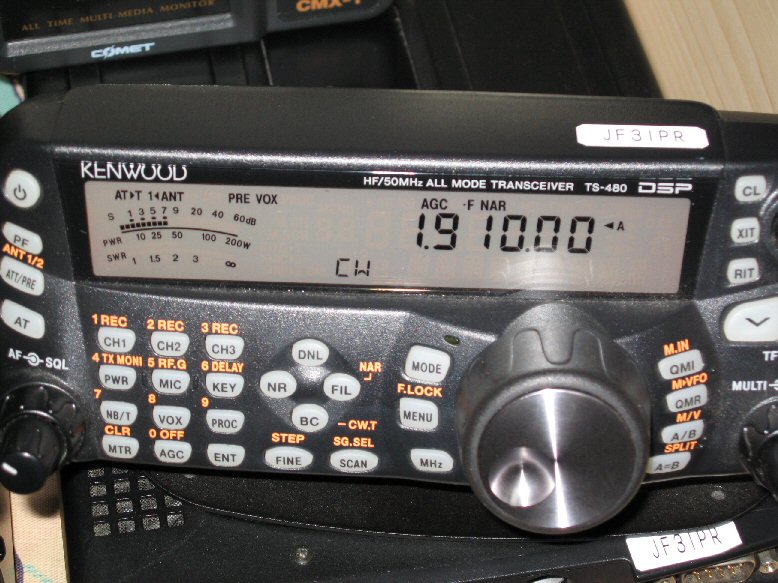 CMX-1
ALL TIME MULTI-MEDIA MONITOR
COMET
JF3IPR
KENWOOD
HF/50MHz ALL MODE TRANSCEIVER TS-480 DSP
AT 1 ANT PRE VOX AGC -F NAR
S 1 3 5 7 9 20 40 60dB
1.910.00 ◄A
PWR 10 25 50 100 200W
SWR 1 1.5 2 3 ∞
CW
PF
ANT 1/2
ATT/PRE
AT
AF SQL
1 REC 2 REC 3 REC
CH1 CH2 CH3
4 TX MONI 5 RF.G 6 DELAY
PWR MIC KEY
7 8 9
NB/T VOX PROC
CLR 0 OFF
MTR AGC ENT
DNL
NR FIL
BC
NAR
–CW.T
STEP SG.SEL
FINE SCAN
MODE
F.LOCK
MENU
MHz
CL
XIT
RIT
M.IN
QMI
M▶VFO
QMR
M/V
A/B
SPLIT
A=B
MULTI
JF3IPR